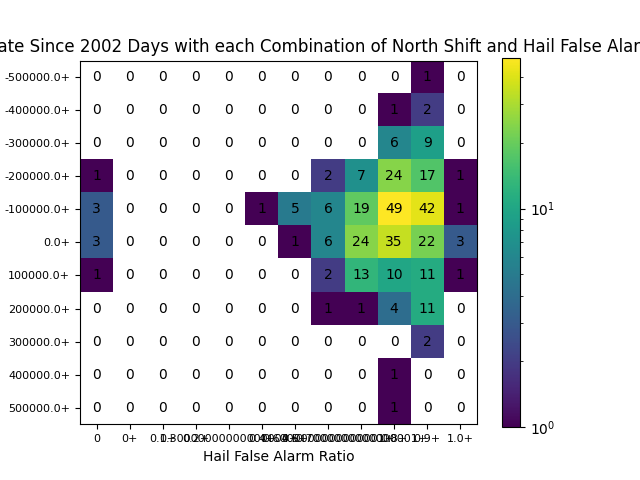 ate Since 2002 Days with each Combination of North Shift and Hail False Alar
-500000.0+ 0 0 0 0 0 0 0 0 0 0 1 0
-400000.0+ 0 0 0 0 0 0 0 0 0 1 2 0
-300000.0+ 0 0 0 0 0 0 0 0 0 6 9 0
-200000.0+ 1 0 0 0 0 0 0 2 7 24 17 1
-100000.0+ 3 0 0 0 0 1 5 6 19 49 42 1
0.0+ 3 0 0 0 0 0 1 6 24 35 22 3
100000.0+ 1 0 0 0 0 0 0 2 13 10 11 1
200000.0+ 0 0 0 0 0 0 0 1 1 4 11 0
300000.0+ 0 0 0 0 0 0 0 0 0 0 2 0
400000.0+ 0 0 0 0 0 0 0 0 0 1 0 0
500000.0+ 0 0 0 0 0 0 0 0 0 1 0 0
0 0+ 1.0+
Hail False Alarm Ratio
10¹
10⁰